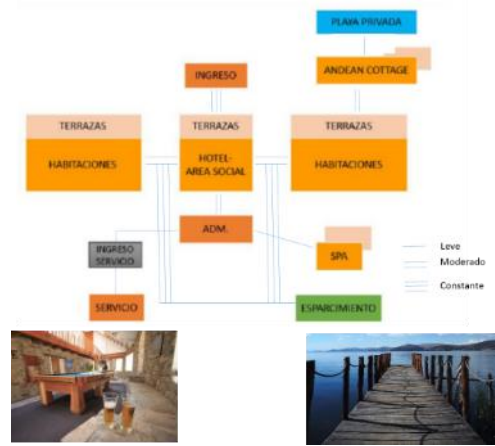 PLAYA PRIVADA
ANDEAN COTTAGE
INGRESO
TERRAZAS
TERRAZAS
TERRAZAS
HABITACIONES
HOTEL-
AREA SOCIAL
HABITACIONES
ADM.
INGRESO
SERVICIO
SPA
Leve
Moderado
Constante
SERVICIO
ESPARCIMIENTO